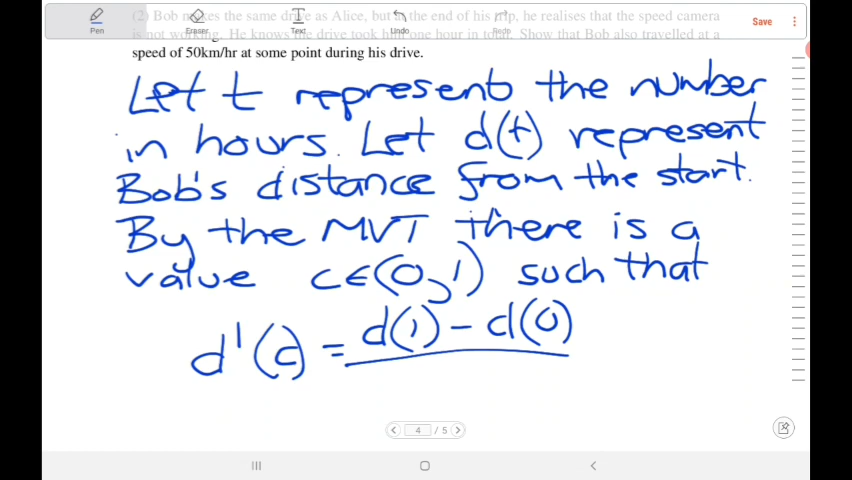 (2) Bob makes the same drive as Alice, but at the end of his trip, he realises that the speed camera
is not working. He knows the drive took him one hour in total. Show that Bob also travelled at a
speed of 50km/hr at some point during his drive.
Pen
Eraser
Text
Undo
Redo
Save
Let t represent the number
in hours. Let d(t) represent
Bob's distance from the start.
By the MVT there is a
value c∈(0,1) such that
d'(c) = d(1) - d(0)
4 / 5